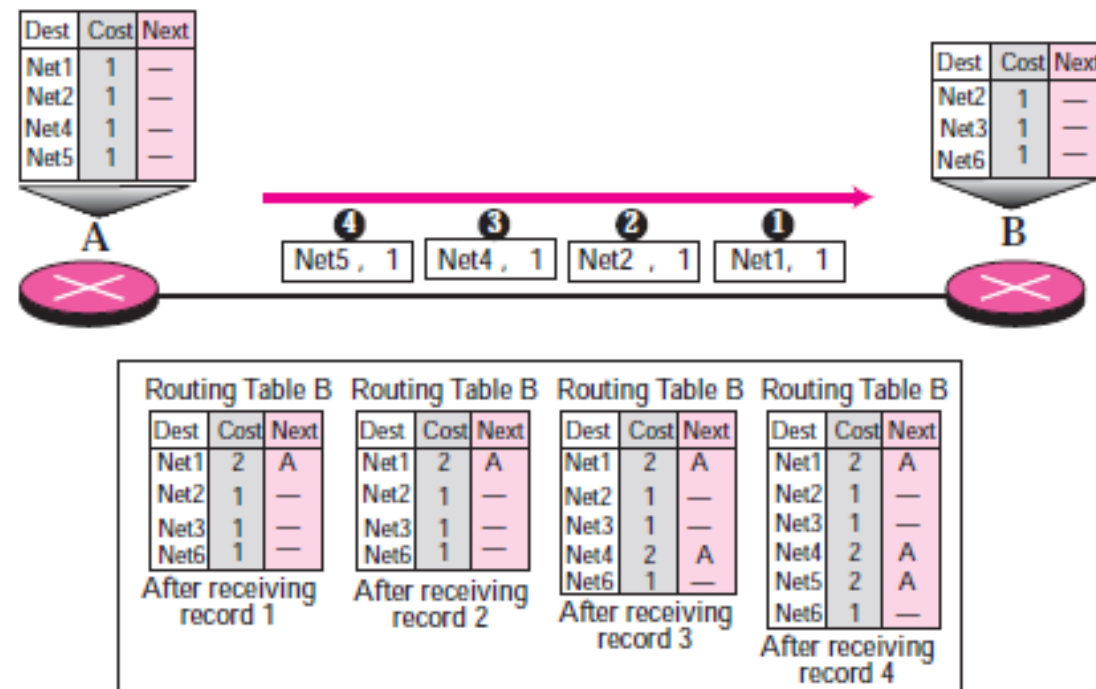 Dest Cost Next
Net1 1 —
Net2 1 —
Net4 1 —
Net5 1 —
A
Dest Cost Next
Net2 1 —
Net3 1 —
Net6 1 —
B
4 3 2 1
Net5 , 1 Net4 , 1 Net2 , 1 Net1, 1
Routing Table B
Dest Cost Next
Net1 2 A
Net2 1 —
Net3 1 —
Net6 1 —
After receiving
record 1
Routing Table B
Dest Cost Next
Net1 2 A
Net2 1 —
Net3 1 —
Net6 1 —
After receiving
record 2
Routing Table B
Dest Cost Next
Net1 2 A
Net2 1 —
Net3 1 —
Net4 2 A
Net6 1 —
After receiving
record 3
Routing Table B
Dest Cost Next
Net1 2 A
Net2 1 —
Net3 1 —
Net4 2 A
Net5 2 A
Net6 1 —
After receiving
record 4